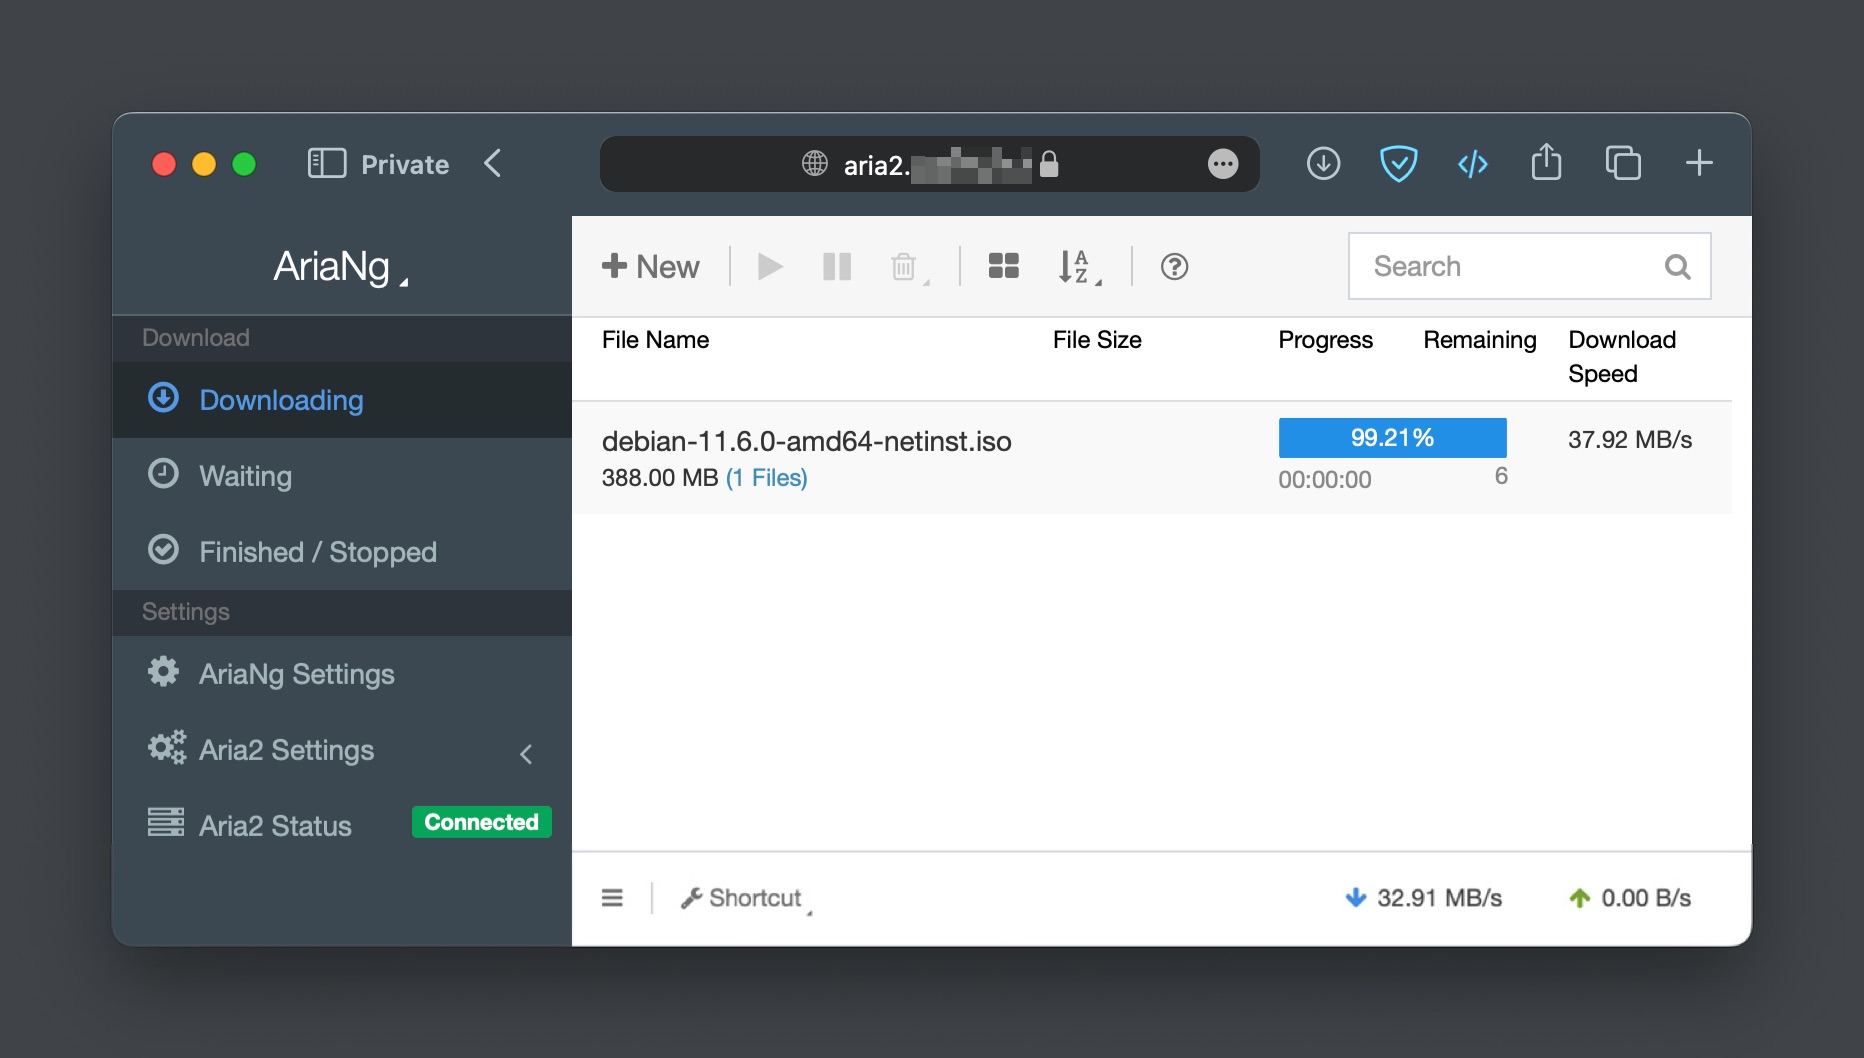 Private
aria2.
AriaNg
New
Search
Download
Downloading
Waiting
Finished / Stopped
Settings
AriaNg Settings
Aria2 Settings
Aria2 Status Connected
File Name File Size Progress Remaining Download Speed
debian-11.6.0-amd64-netinst.iso 99.21% 37.92 MB/s
388.00 MB (1 Files) 00:00:00 6
Shortcut 32.91 MB/s 0.00 B/s